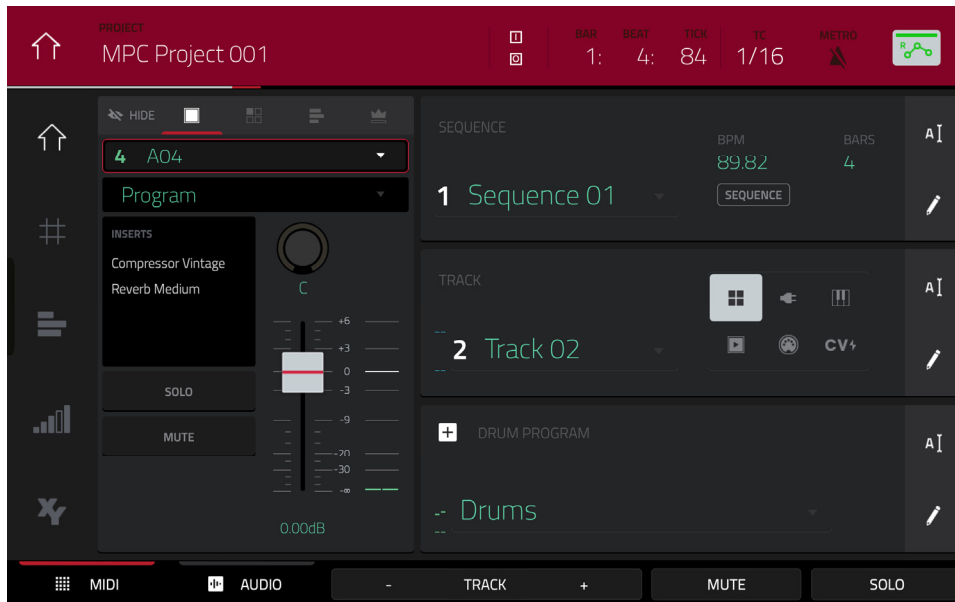 PROJECT
MPC Project 001
I
O
BAR BEAT TICK TC METRO
1: 4: 84 1/16
R
HIDE
4 A04
Program
INSERTS
Compressor Vintage
Reverb Medium
C
+6
+3
0
-3
-9
-20
-30
-∞
0.00dB
SOLO
MUTE
SEQUENCE
BPM BARS
89.82 4
1 Sequence 01
SEQUENCE
A
TRACK
A
2 Track 02
CV
DRUM PROGRAM
A
Drums
XY
MIDI AUDIO - TRACK + MUTE SOLO